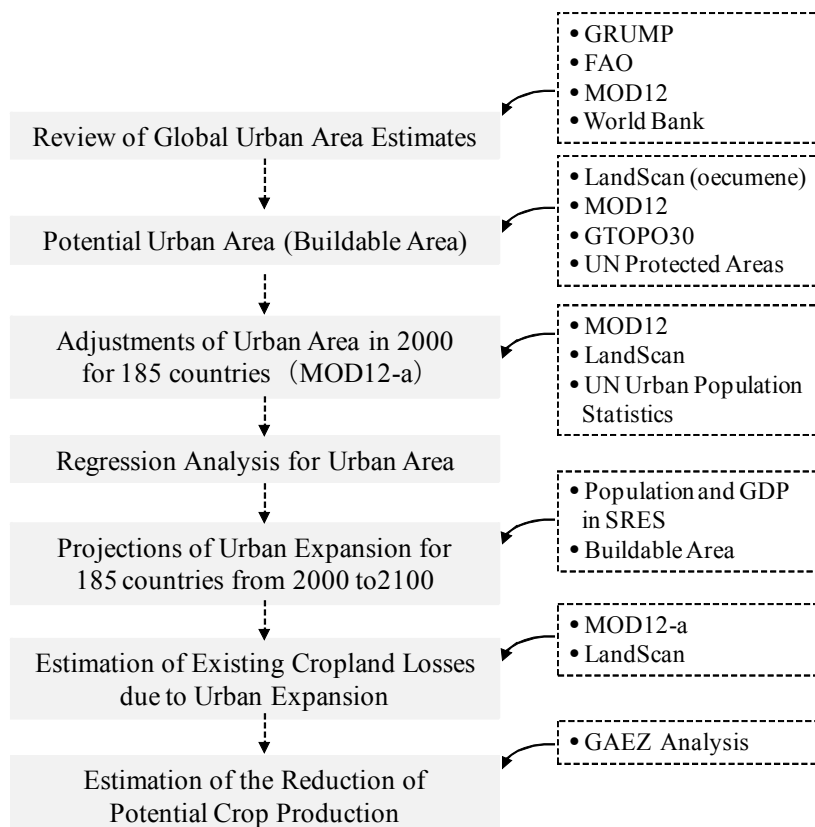 • GRUMP
• FAO
• MOD12
• World Bank
Review of Global Urban Area Estimates
• LandScan (oecumene)
• MOD12
• GTOPO30
• UN Protected Areas
Potential Urban Area (Buildable Area)
• MOD12
• LandScan
• UN Urban Population
Statistics
Adjustments of Urban Area in 2000
for 185 countries（MOD12-a）
Regression Analysis for Urban Area
• Population and GDP
in SRES
• Buildable Area
Projections of Urban Expansion for
185 countries from 2000 to2100
• MOD12-a
• LandScan
Estimation of Existing Cropland Losses
due to Urban Expansion
• GAEZ Analysis
Estimation of the Reduction of
Potential Crop Production